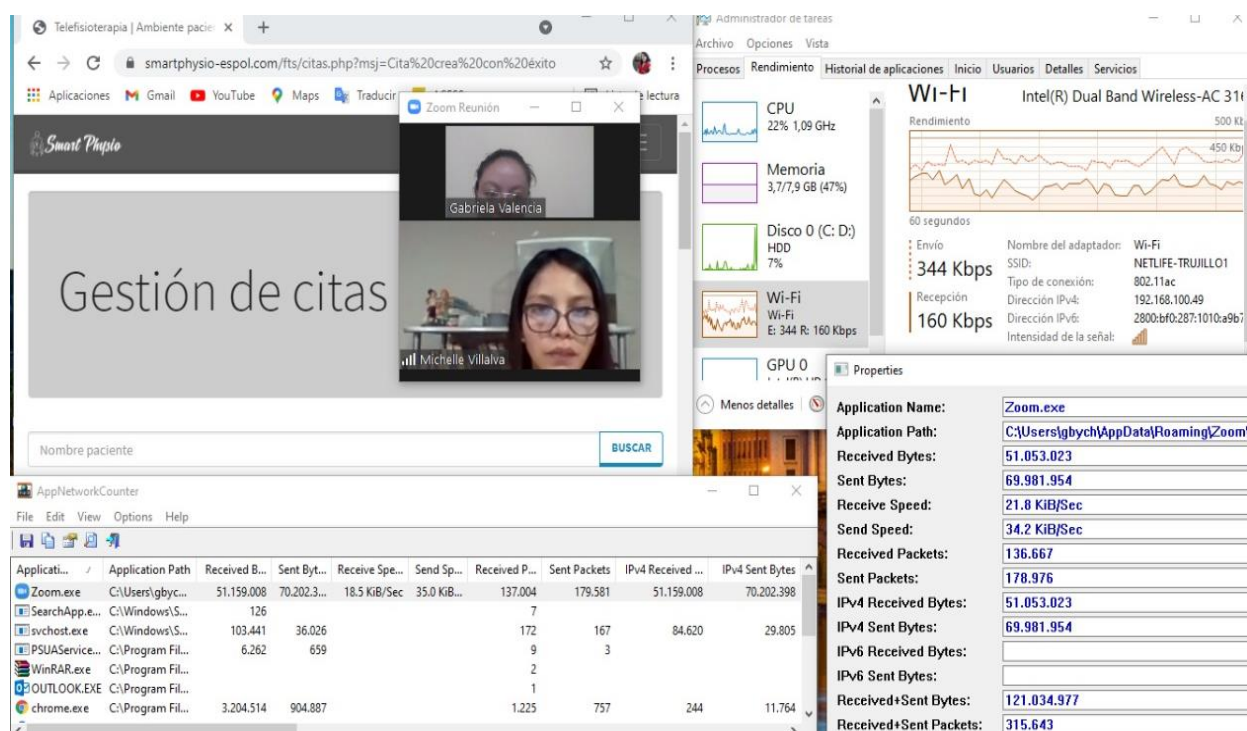 Telefisioterapia | Ambiente pacie
smartphysio-espol.com/fts/citas.php?msj=Cita%20crea%20con%20éxito
Aplicaciones Gmail YouTube Maps Traducir lectura
Smart Physio
Zoom Reunión
Gabriela Valencia
Michelle Villalva
Gestión de citas
Nombre paciente BUSCAR
Administrador de tareas
Archivo Opciones Vista
Procesos Rendimiento Historial de aplicaciones Inicio Usuarios Detalles Servicios
CPU
22% 1,09 GHz
Memoria
3,7/7,9 GB (47%)
Disco 0 (C: D:)
HDD
7%
Wi-Fi
Wi-Fi
E: 344 R: 160 Kbps
GPU 0
Menos detalles
Wi-Fi Intel(R) Dual Band Wireless-AC 316
Rendimiento 500 Kb
450 Kb
60 segundos
Envío
344 Kbps
Recepción
160 Kbps
Nombre del adaptador: Wi-Fi
SSID: NETLIFE-TRUJILLO1
Tipo de conexión: 802.11ac
Dirección IPv4: 192.168.100.49
Dirección IPv6: 2800:bf0:287:1010:a9b7
Intensidad de la señal:
AppNetworkCounter
File Edit View Options Help
Applicati... Application Path Received B... Sent Byt... Receive Spe... Send Sp... Received P... Sent Packets IPv4 Received ... IPv4 Sent Bytes
Zoom.exe C:\Users\gbyc... 51.159.008 70.202.3... 18.5 KiB/Sec 35.0 KiB... 137.004 179.581 51.159.008 70.202.398
SearchApp.e... C:\Windows\S... 126 7
svchost.exe C:\Windows\S... 103.441 36.026 172 167 84.620 29.805
PSUAService... C:\Program Fil... 6.262 659 9 3
WinRAR.exe C:\Program Fil... 2
OUTLOOK.EXE C:\Program Fil... 1
chrome.exe C:\Program Fil... 3.204.514 904.887 1.225 757 244 11.764
Properties
Application Name: Zoom.exe
Application Path: C:\Users\gbych\AppData\Roaming\Zoom\
Received Bytes: 51.053.023
Sent Bytes: 69.981.954
Receive Speed: 21.8 KiB/Sec
Send Speed: 34.2 KiB/Sec
Received Packets: 136.667
Sent Packets: 178.976
IPv4 Received Bytes: 51.053.023
IPv4 Sent Bytes: 69.981.954
IPv6 Received Bytes:
IPv6 Sent Bytes:
Received+Sent Bytes: 121.034.977
Received+Sent Packets: 315.643